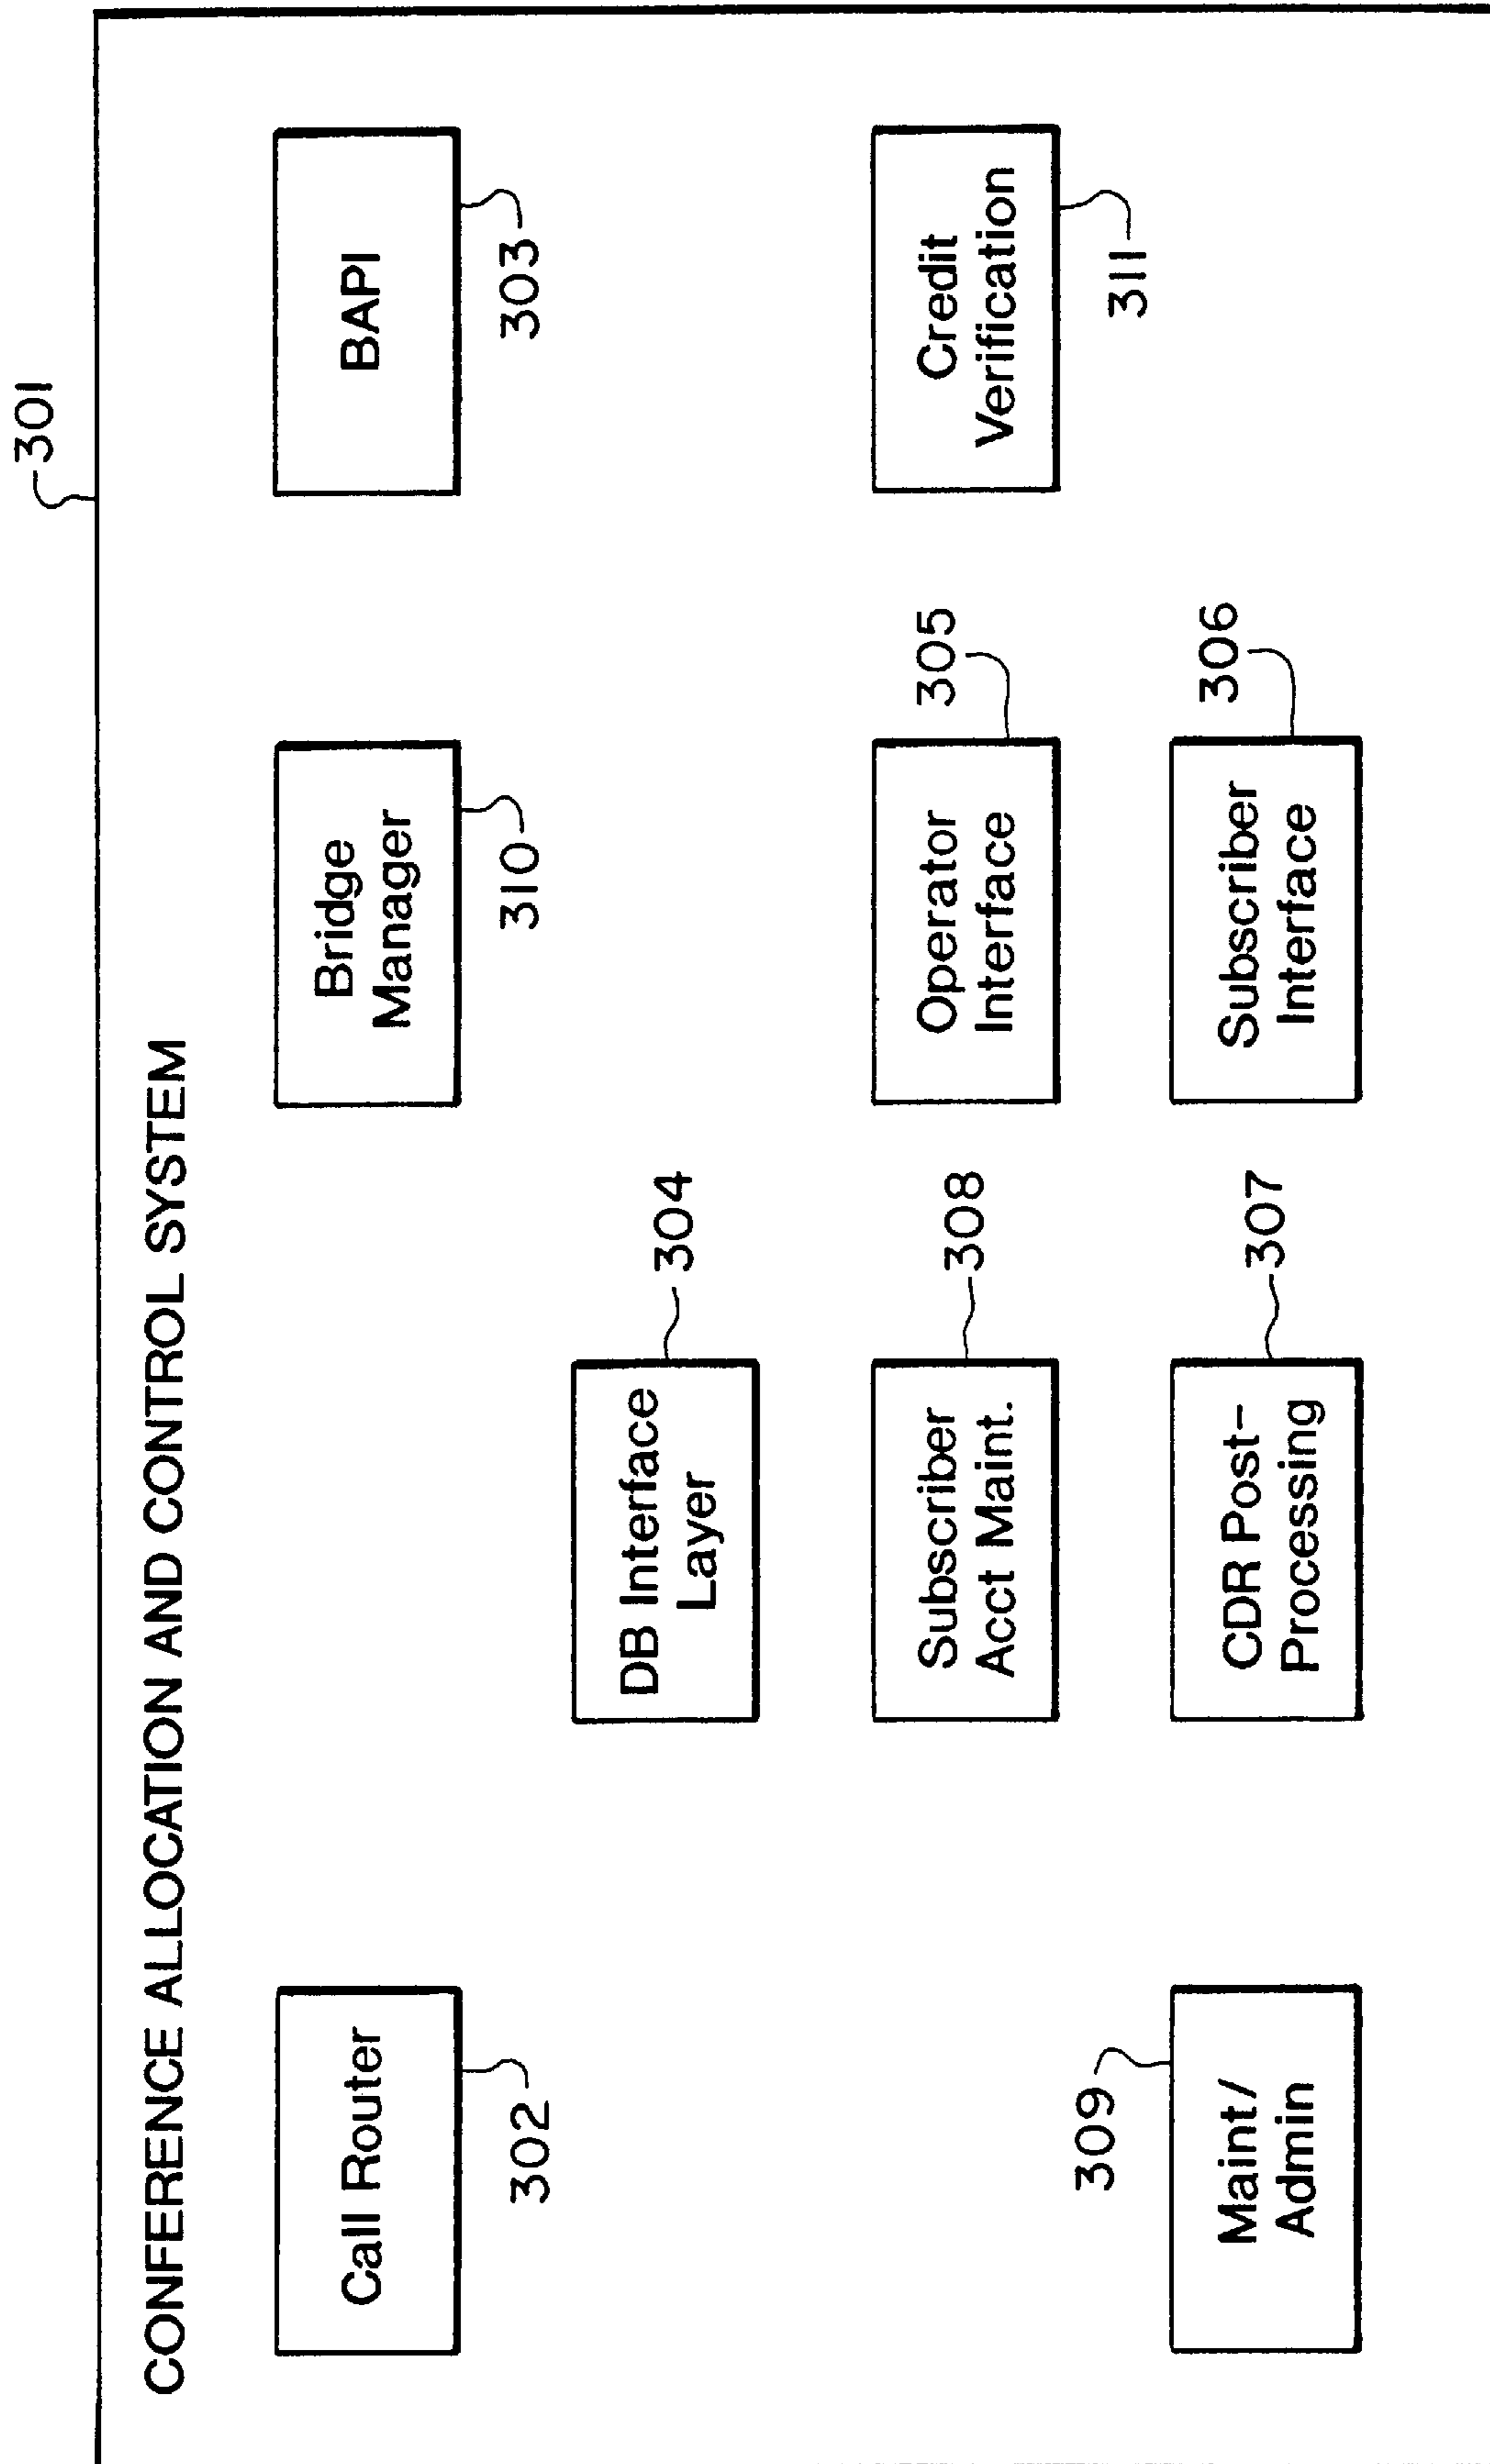 301
CONFERENCE ALLOCATION AND CONTROL SYSTEM
Call Router
302
Bridge
Manager
310
BAPI
303
DB Interface
Layer
304
Subscriber
Acct Maint.
308
Operator
Interface
305
Credit
Verification
311
309
Maint/
Admin
CDR Post-
Processing
307
Subscriber
Interface
306